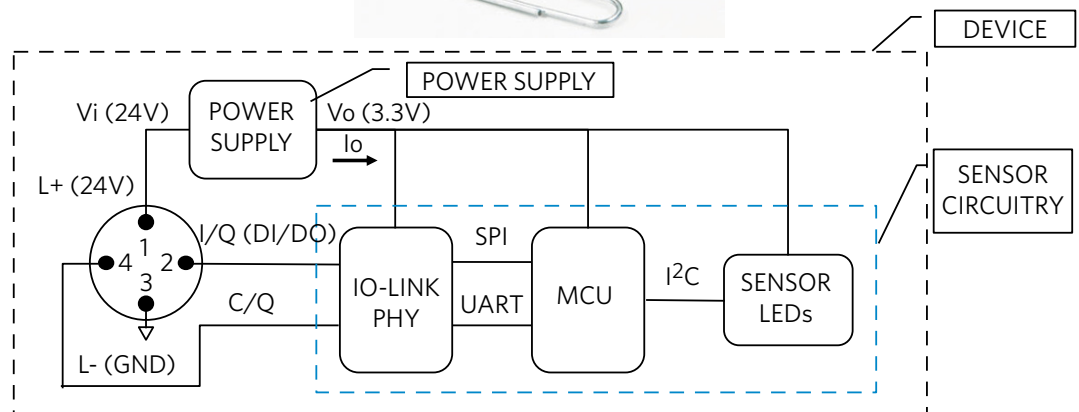 DEVICE
POWER SUPPLY
Vi (24V)
POWER
SUPPLY
Vo (3.3V)
Io
L+ (24V)
SENSOR
CIRCUITRY
I/Q (DI/DO)
SPI
1
4
2
3
IO-LINK
PHY
MCU
I²C
SENSOR
LEDs
C/Q
UART
L- (GND)